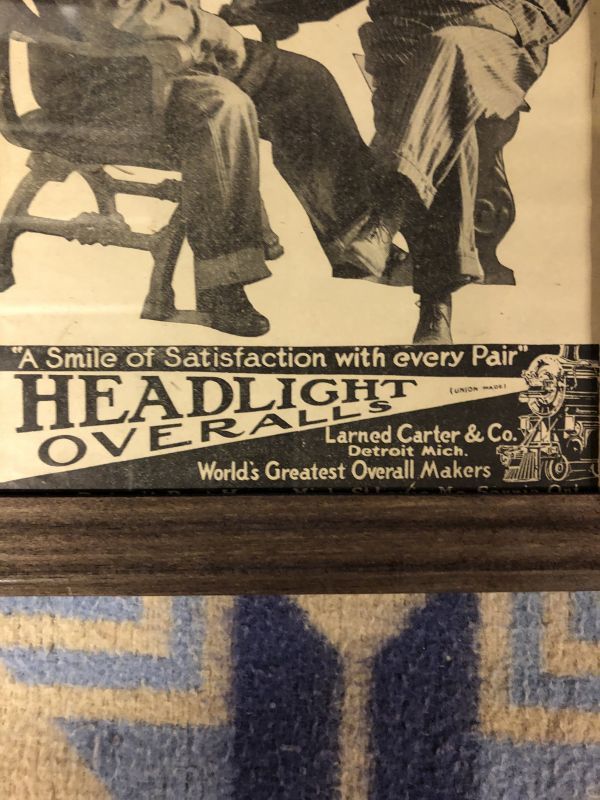 "A Smile of Satisfaction with every Pair"
HEADLIGHT
(UNION MADE)
OVERALLS
Larned Carter & Co.
Detroit Mich.
World's Greatest Overall Makers